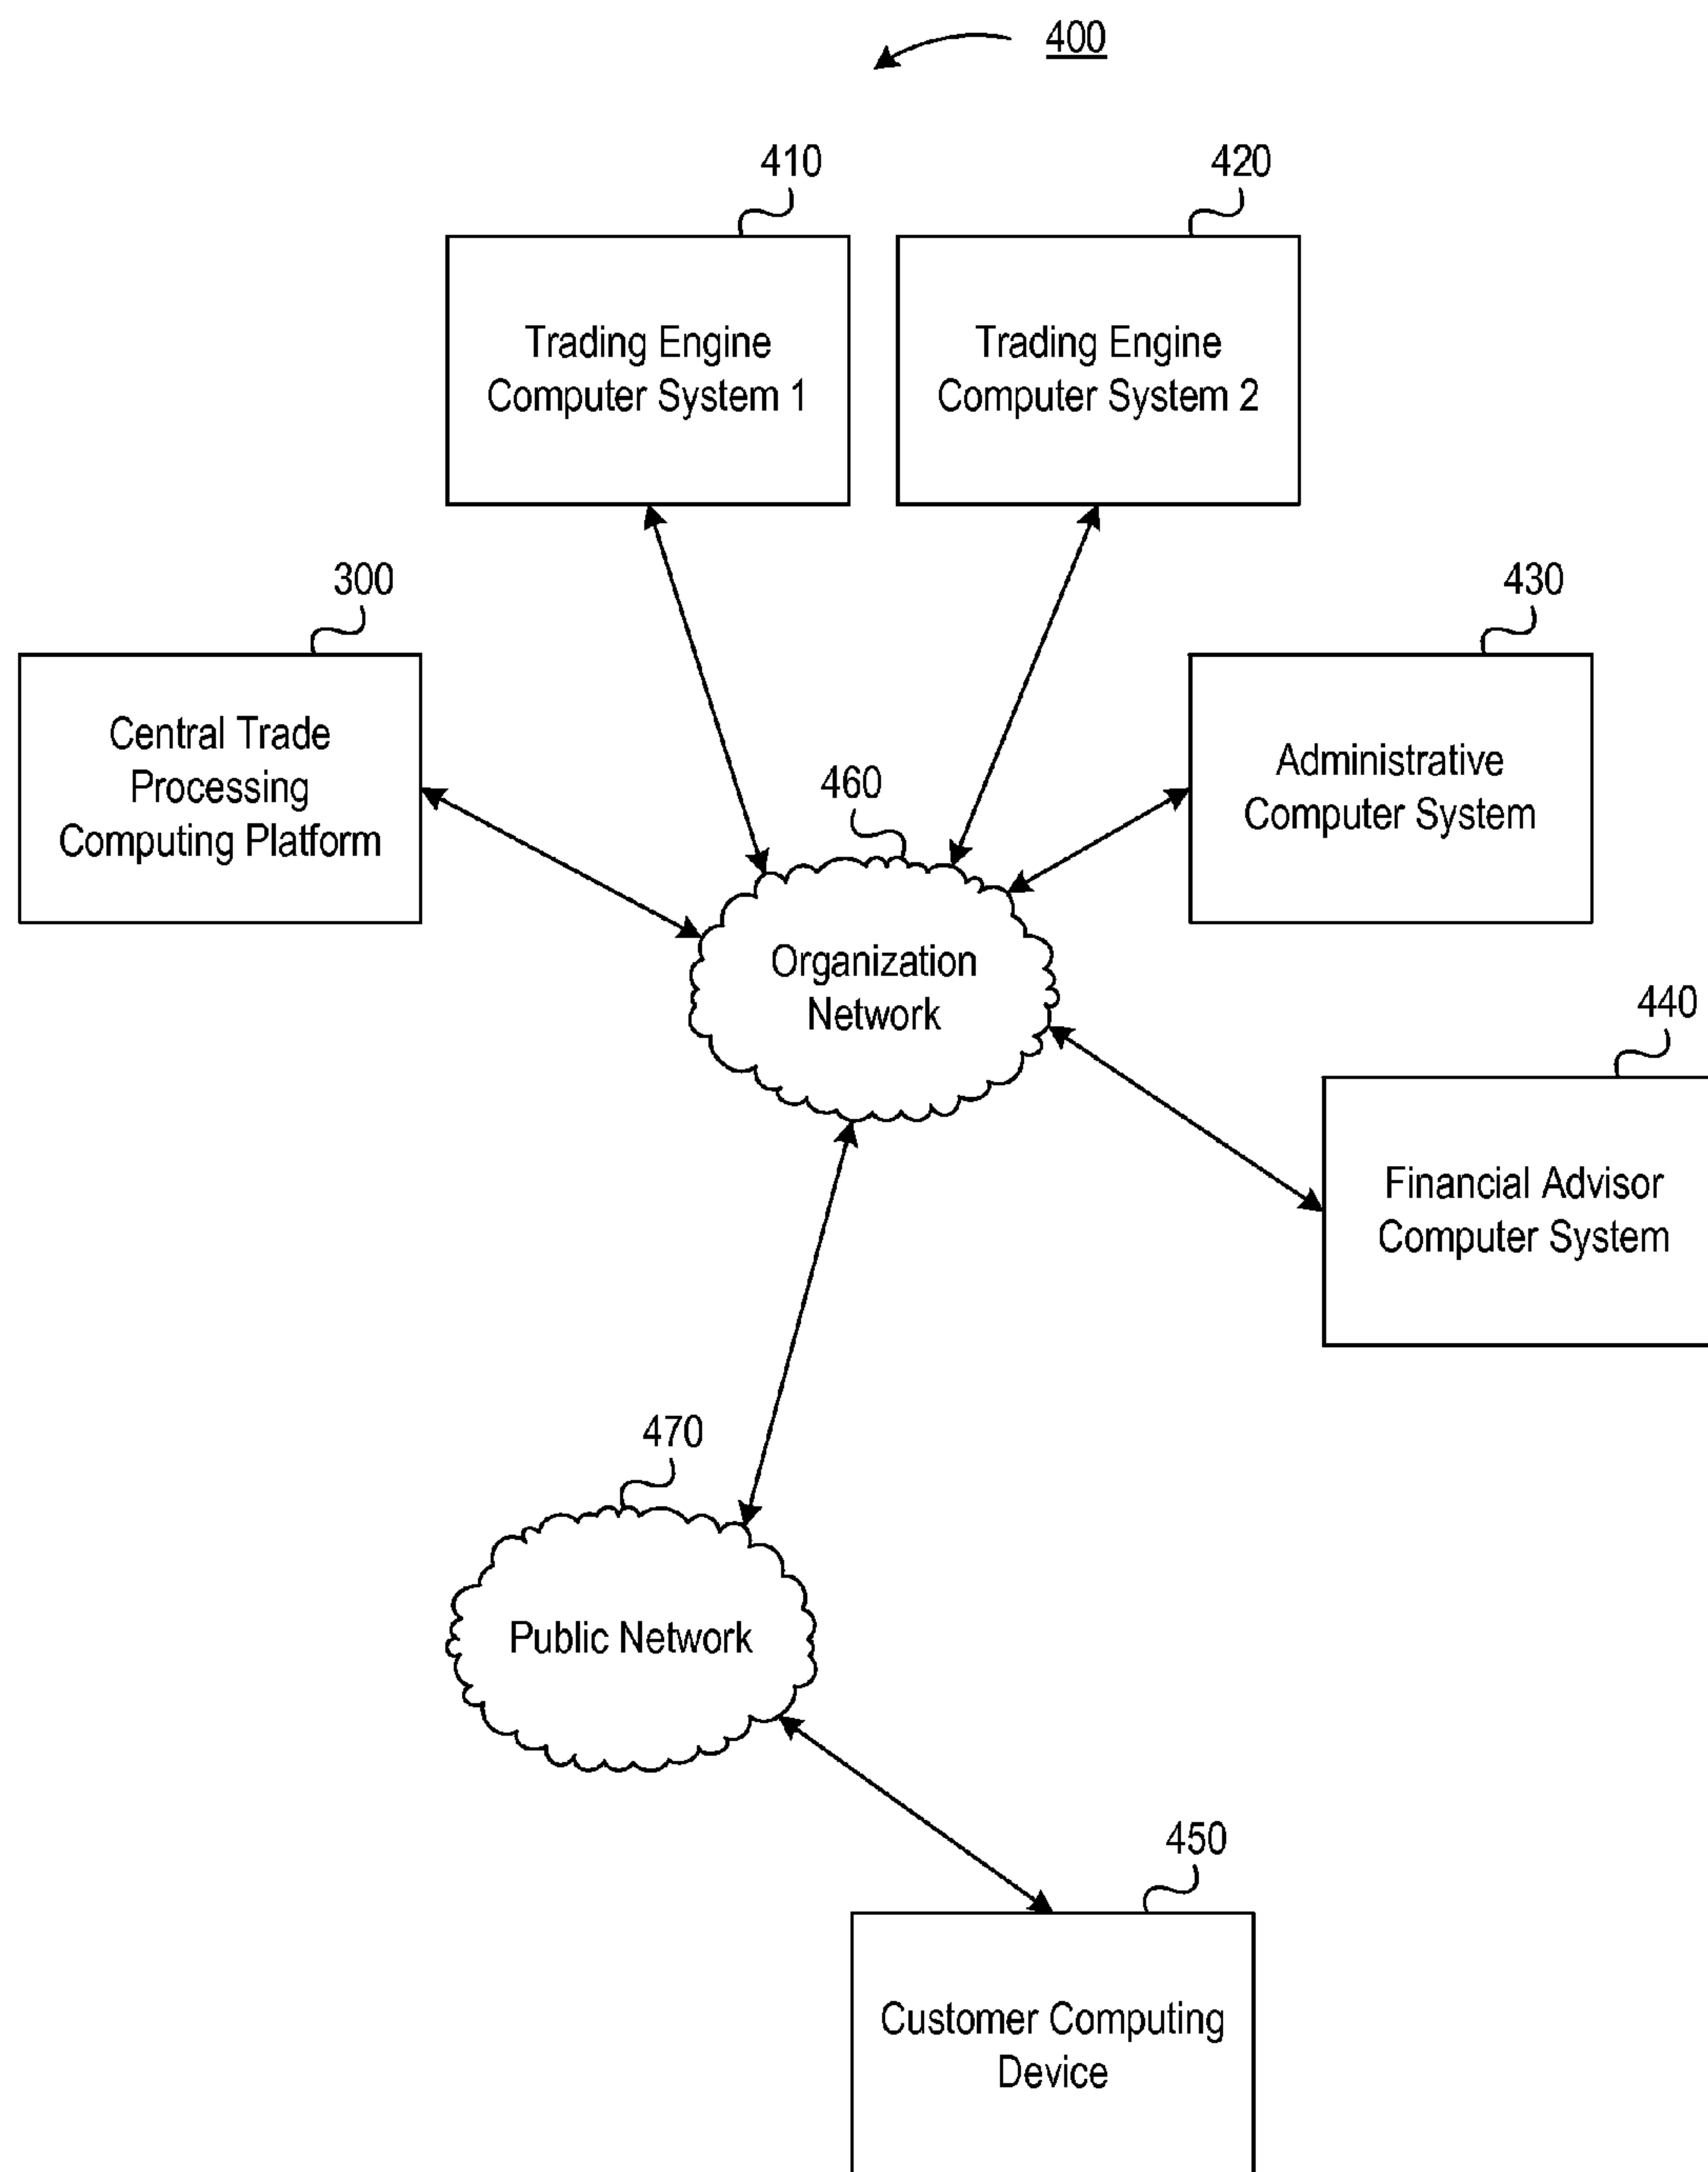 400
410
420
Trading Engine
Computer System 1
Trading Engine
Computer System 2
300
430
Central Trade
Processing
Computing Platform
Administrative
Computer System
460
Organization
Network
440
Financial Advisor
Computer System
470
Public Network
450
Customer Computing
Device